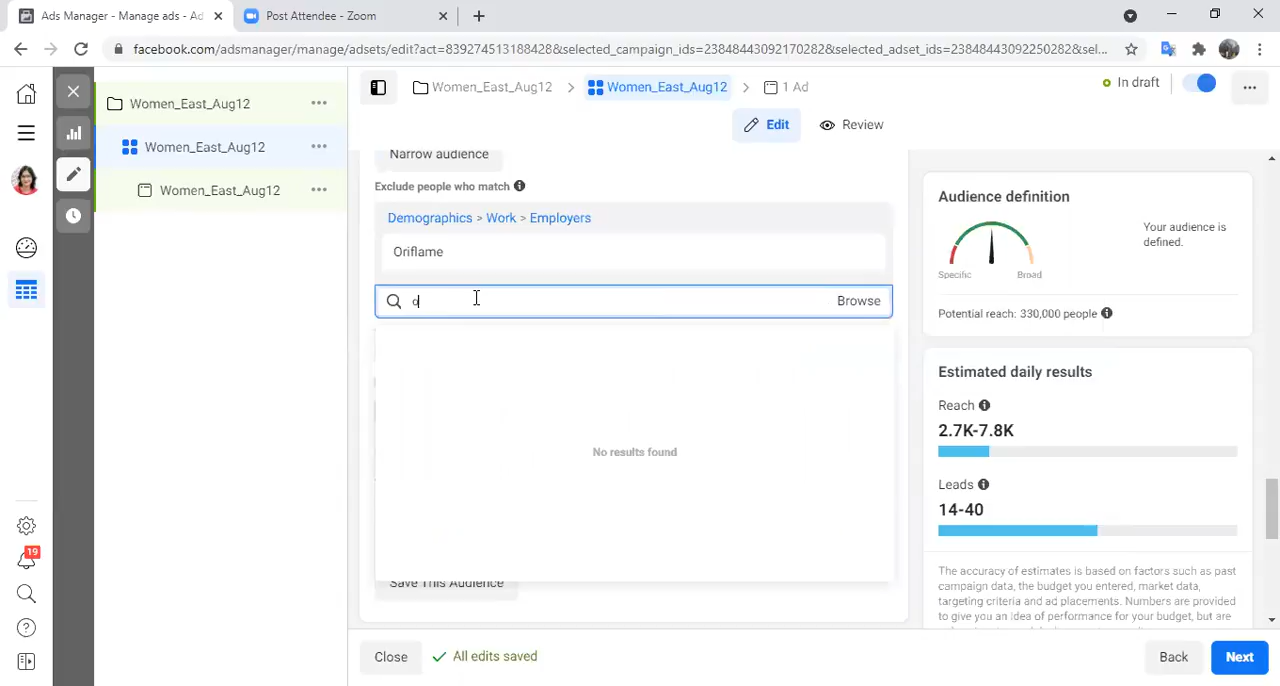 Ads Manager - Manage ads - Ad
Post Attendee - Zoom
facebook.com/adsmanager/manage/adsets/edit?act=839274513188428&selected_campaign_ids=23848443092170282&selected_adset_ids=23848443092250282&sel...
Women_East_Aug12
Women_East_Aug12
Women_East_Aug12
Women_East_Aug12 > Women_East_Aug12 > 1 Ad
In draft
Edit
Review
Narrow audience
Exclude people who match
Demographics > Work > Employers
Oriflame
o
Browse
No results found
Save This Audience
Audience definition
Your audience is
defined.
Specific
Broad
Potential reach: 330,000 people
Estimated daily results
Reach
2.7K-7.8K
Leads
14-40
The accuracy of estimates is based on factors such as past
campaign data, the budget you entered, market data,
targeting criteria and ad placements. Numbers are provided
to give you an idea of performance for your budget, but are
19
Close
All edits saved
Back
Next